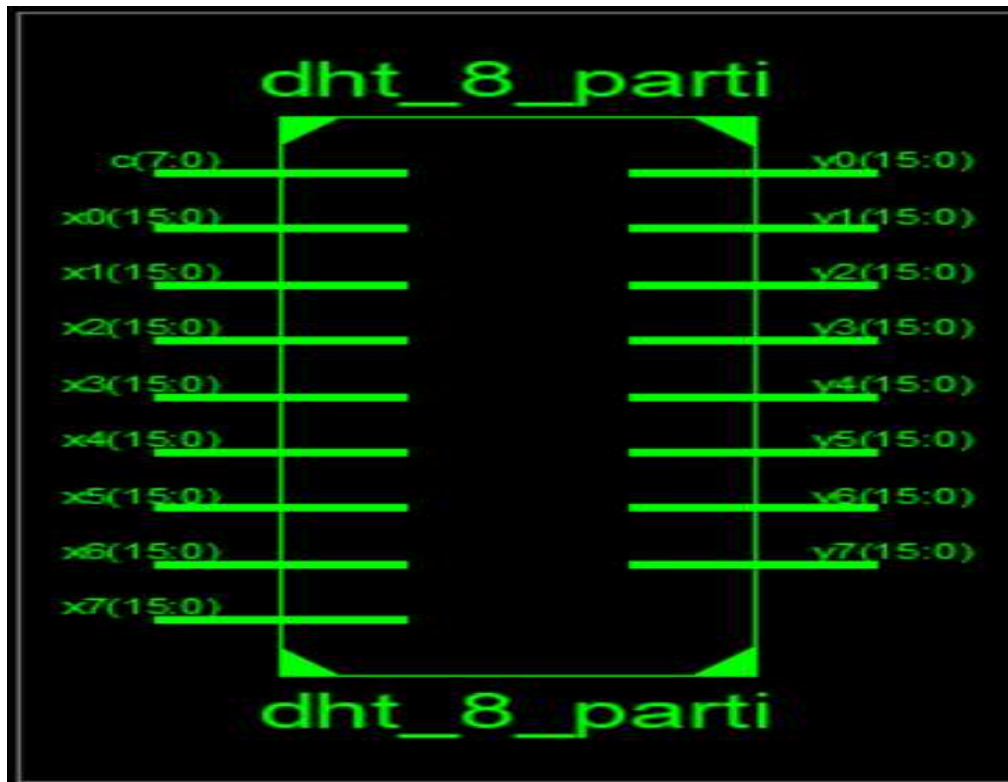 dht_8_parti
c(7:0) y0(15:0)
x0(15:0) y1(15:0)
x1(15:0) y2(15:0)
x2(15:0) y3(15:0)
x3(15:0) y4(15:0)
x4(15:0) y5(15:0)
x5(15:0) y6(15:0)
x6(15:0) y7(15:0)
x7(15:0)
dht_8_parti